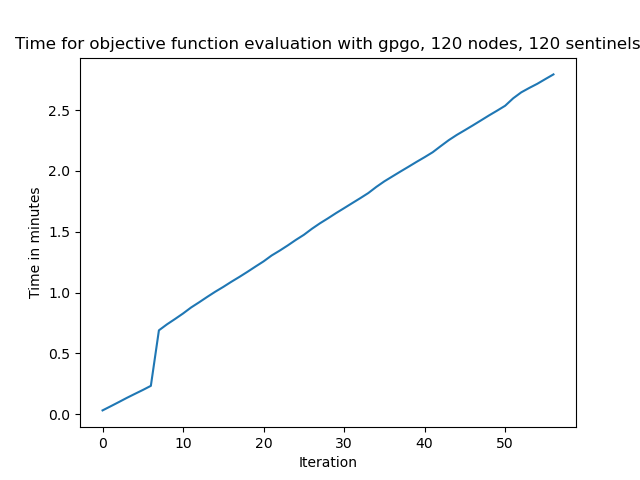 Time for objective function evaluation with gpgo, 120 nodes, 120 sentinels
2.5
2.0
1.5
1.0
0.5
0.0
Time in minutes
0 10 20 30 40 50
Iteration